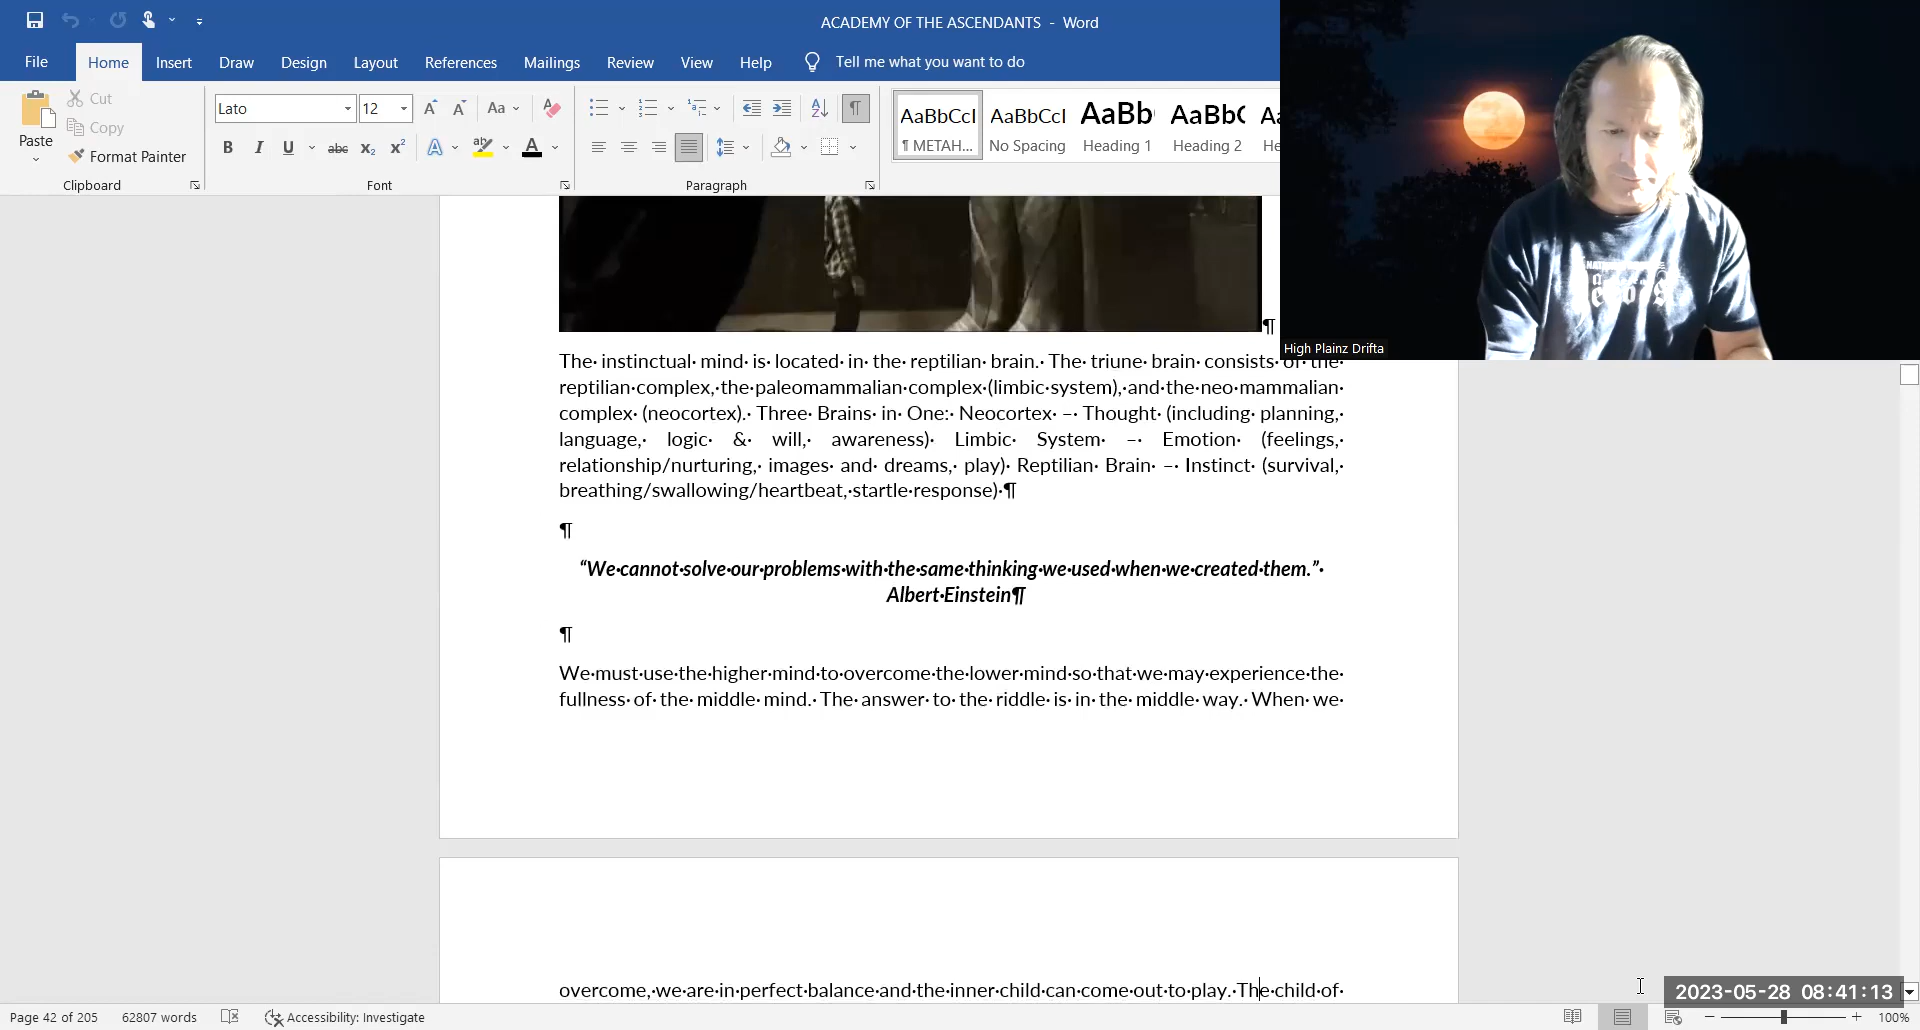 ACADEMY OF THE ASCENDANTS - Word
File Home Insert Draw Design Layout References Mailings Review View Help Tell me what you want to do
Paste
Cut
Copy
Format Painter
Clipboard
Lato 12
Font
Paragraph
AaBbCcI AaBbCcI AaBb AaBbC Aa
¶ METAH... No Spacing Heading 1 Heading 2 He
High Plainz Drifta
¶
The instinctual mind is located in the reptilian brain. The triune brain consists of the
reptilian complex, the paleomammalian complex (limbic system), and the neo mammalian
complex (neocortex). Three Brains in One: Neocortex – Thought (including planning,
language, logic & will, awareness) Limbic System – Emotion (feelings,
relationship/nurturing, images and dreams, play) Reptilian Brain – Instinct (survival,
breathing/swallowing/heartbeat, startle response) ¶
¶
“We cannot solve our problems with the same thinking we used when we created them.”
Albert Einstein¶
¶
We must use the higher mind to overcome the lower mind so that we may experience the
fullness of the middle mind. The answer to the riddle is in the middle way. When we
overcome, we are in perfect balance and the inner child can come out to play. The child of
2023-05-28 08:41:13
Page 42 of 205 62807 words Accessibility: Investigate 100%